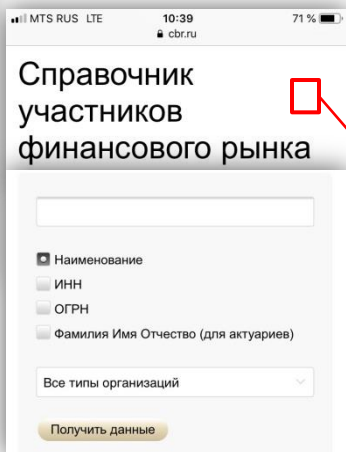 MTS RUS LTE 10:39 71 %
cbr.ru
Справочник
участников
финансового рынка
Наименование
ИНН
ОГРН
Фамилия Имя Отчество (для актуариев)
Все типы организаций
Получить данные